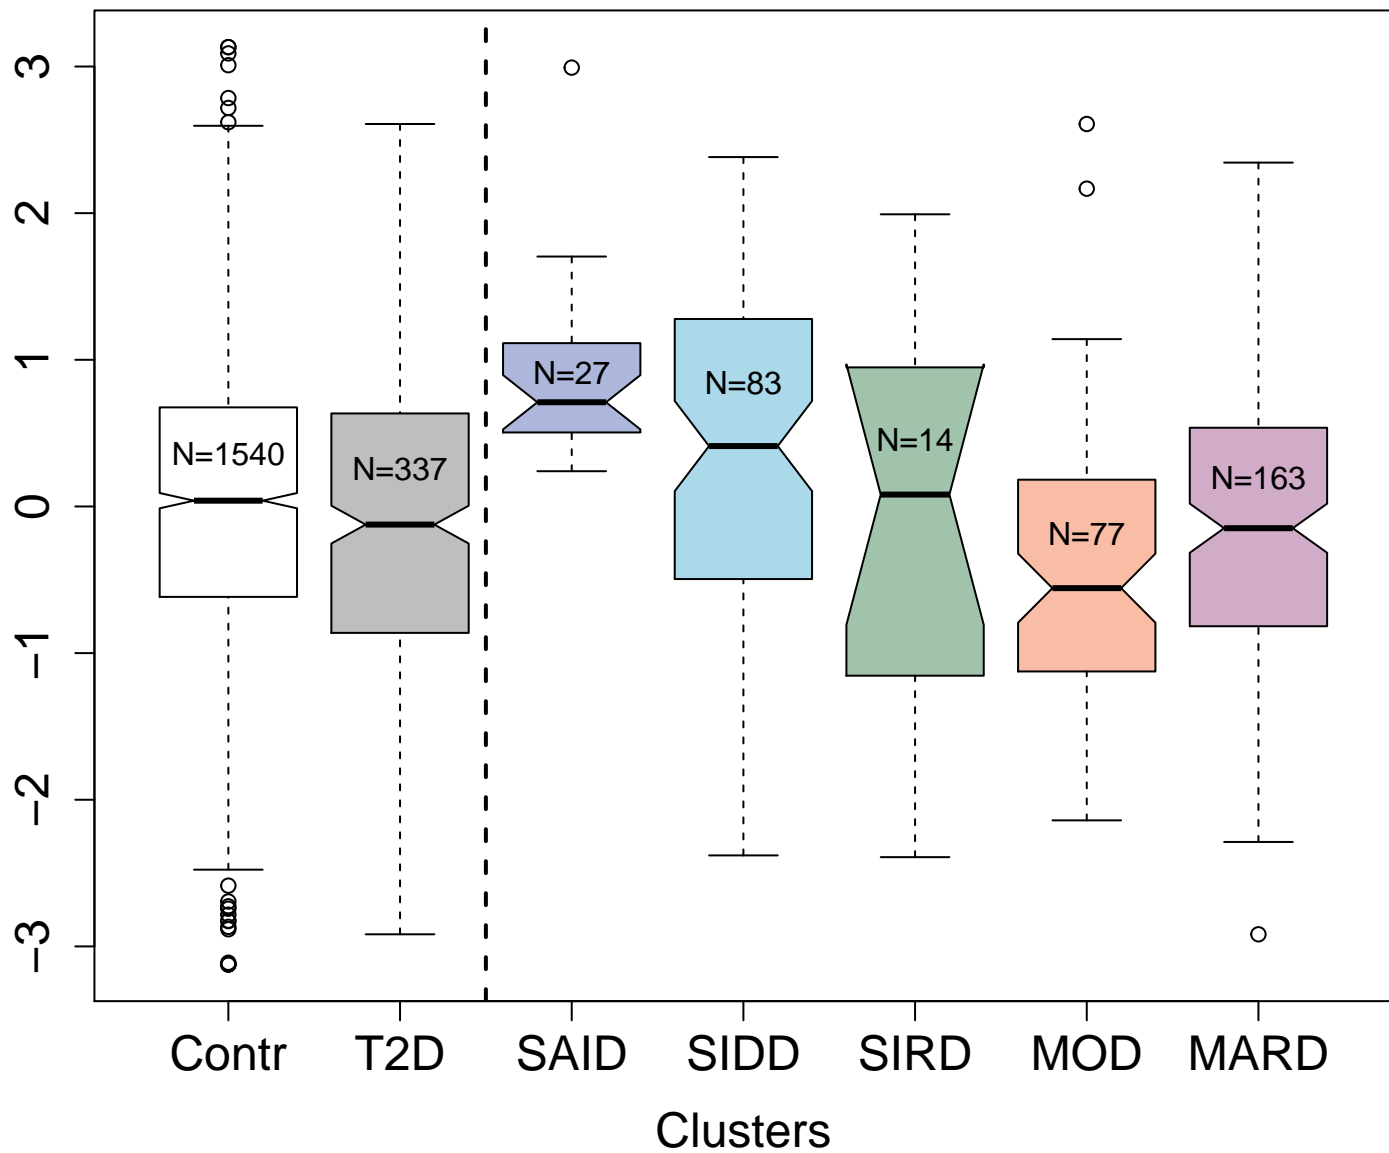 3
2
1
0
−1
−2
−3
N=1540
N=337
N=27
N=83
N=14
N=77
N=163
Contr T2D SAID SIDD SIRD MOD MARD
Clusters